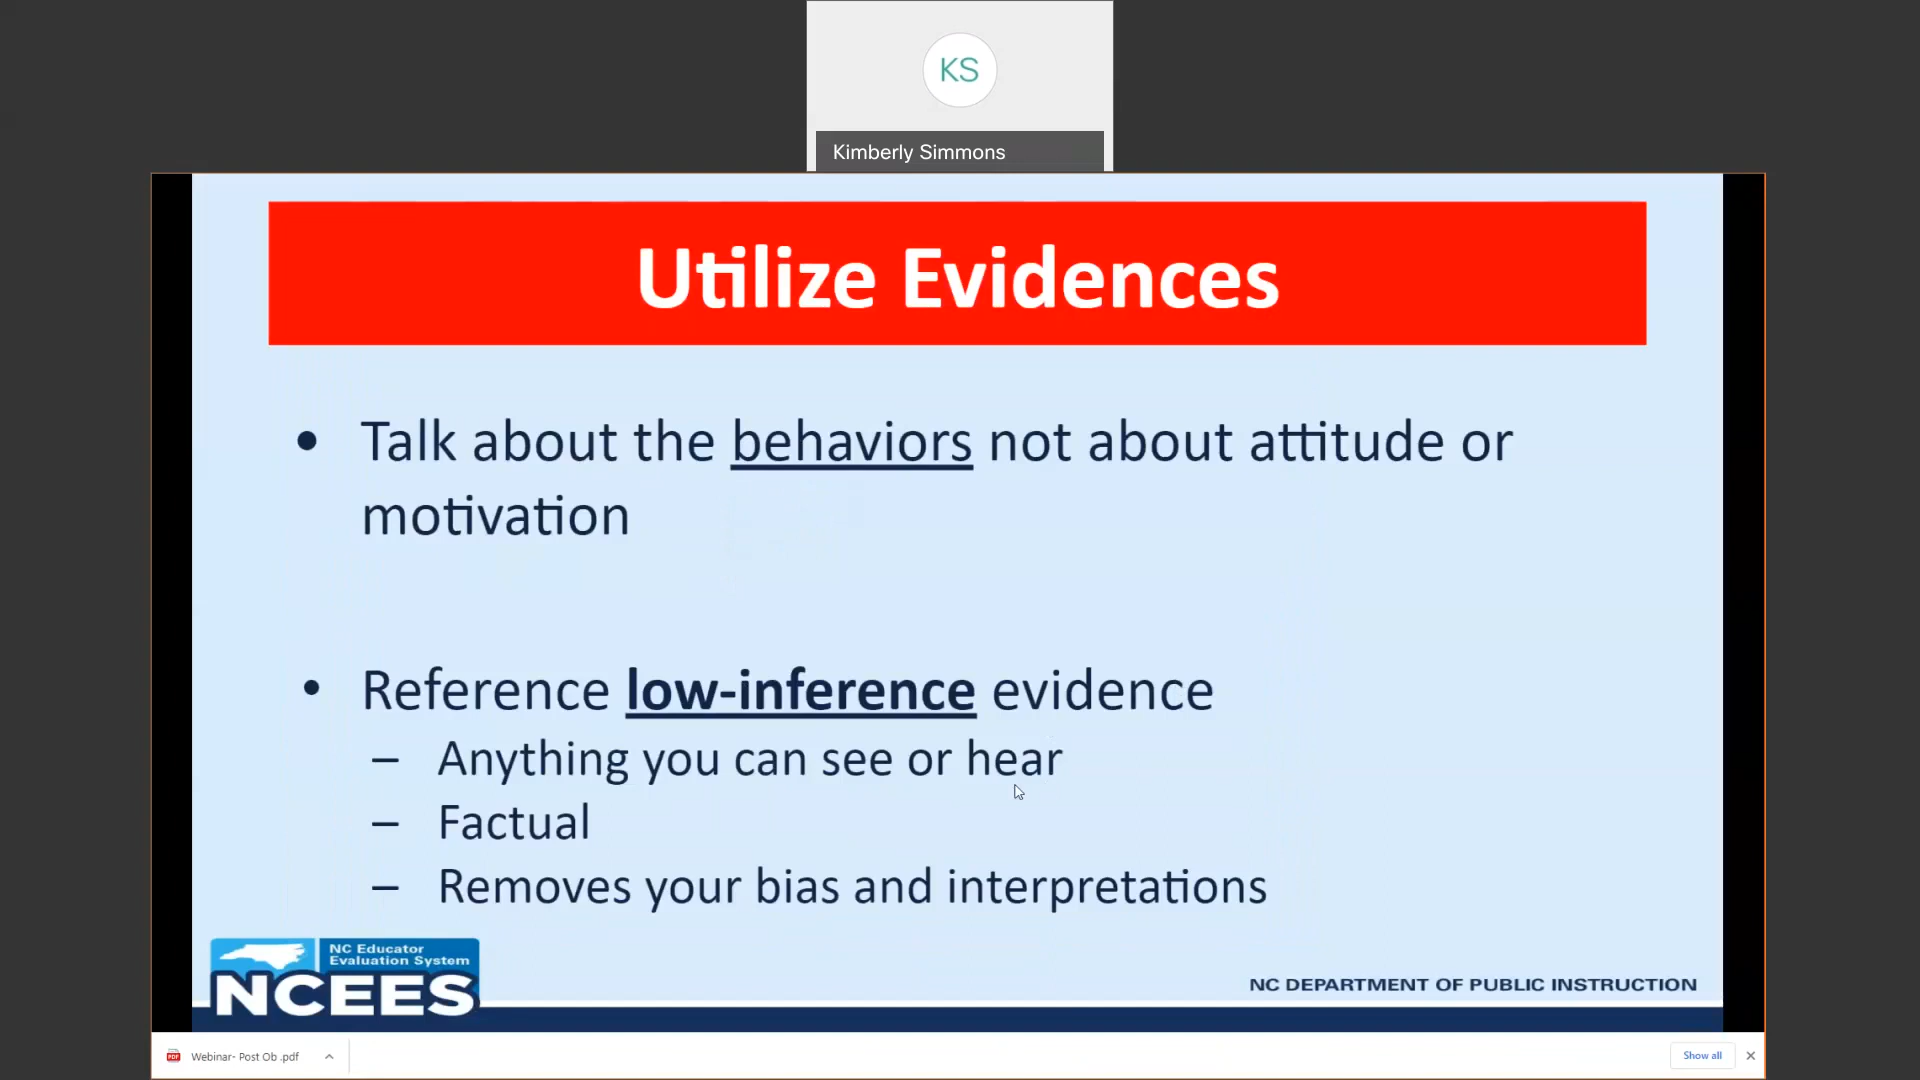 KS
Kimberly Simmons
Utilize Evidences
• Talk about the behaviors not about attitude or
motivation
• Reference low-inference evidence
– Anything you can see or hear
– Factual
– Removes your bias and interpretations
NC Educator
Evaluation System
NCEES
NC DEPARTMENT OF PUBLIC INSTRUCTION
PDF
Webinar- Post Ob .pdf
Show all